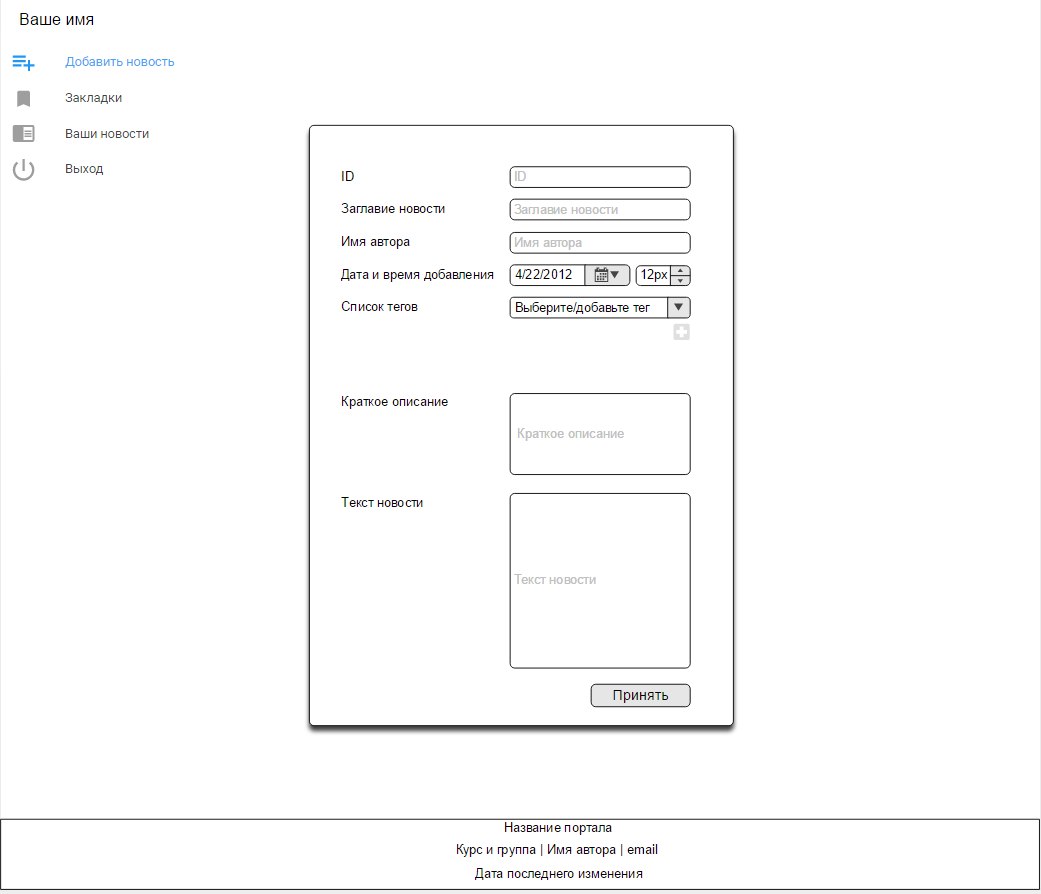 Ваше имя
Добавить новость
Закладки
Ваши новости
Выход
ID ID
Заглавие новости Заглавие новости
Имя автора Имя автора
Дата и время добавления 4/22/2012 12px
Список тегов Выберите/добавьте тег
Краткое описание
Краткое описание
Текст новости
Текст новости
Принять
Название портала
Курс и группа | Имя автора | email
Дата последнего изменения